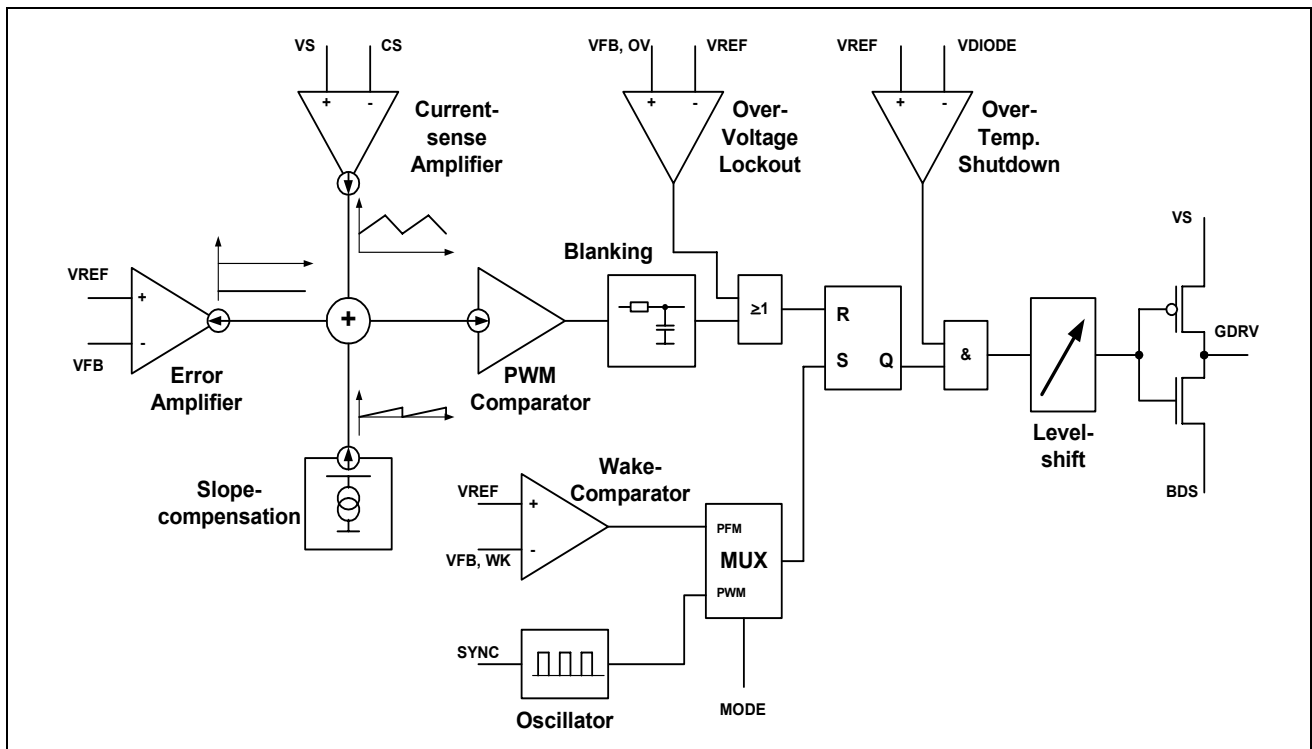 VS
CS
+
-
Current-
sense
Amplifier
VFB, OV
VREF
+
-
Over-
Voltage
Lockout
VREF
VDIODE
+
-
Over-
Temp.
Shutdown
VREF
VFB
+
-
Error
Amplifier
+
PWM
Comparator
Blanking
≥1
R
S
Q
&
Level-
shift
VS
GDRV
BDS
Slope-
compensation
VREF
VFB, WK
+
-
Wake-
Comparator
PFM
MUX
PWM
MODE
SYNC
Oscillator